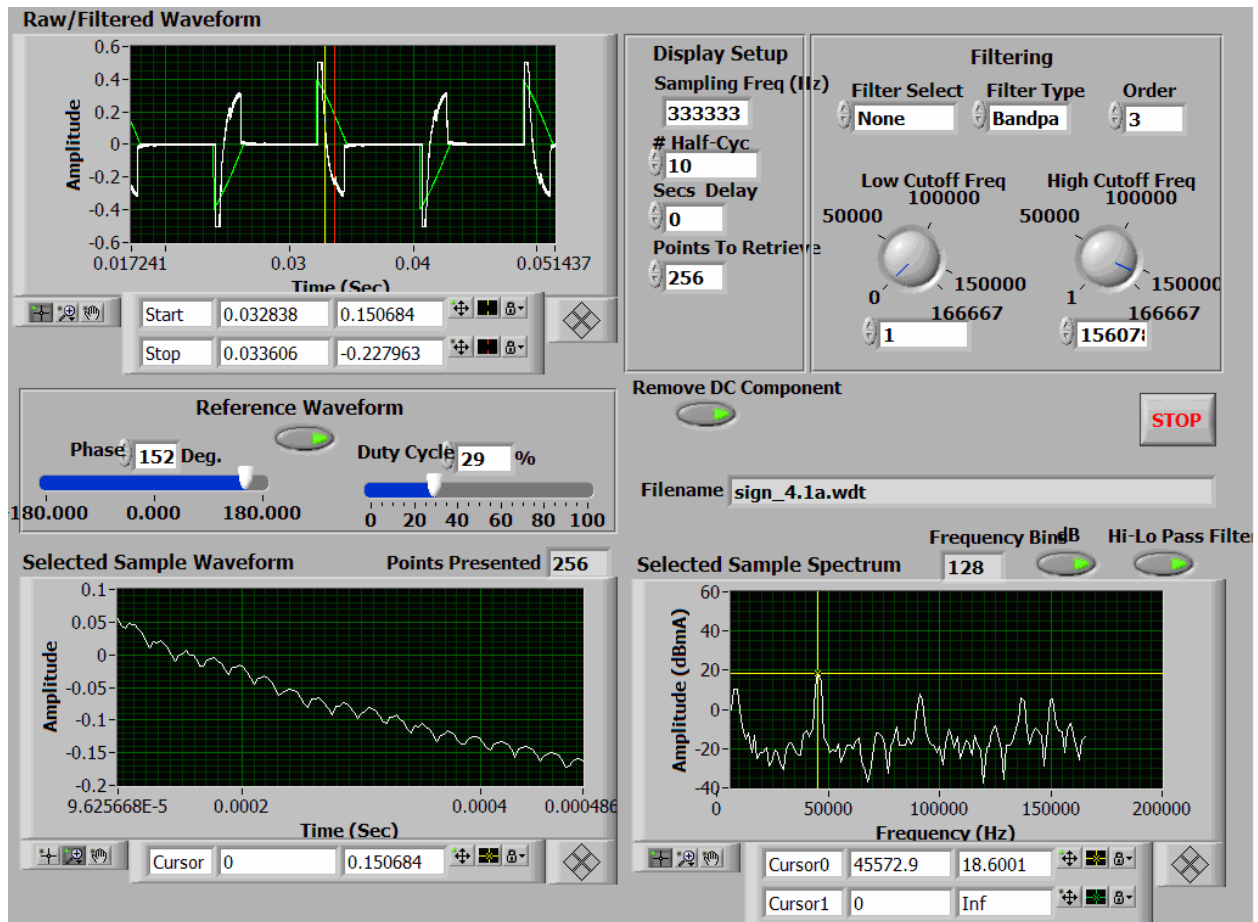 Raw/Filtered Waveform
0.6
0.4
0.2
0
-0.2
-0.4
-0.6
Amplitude
0.017241 0.03 0.04 0.051437
Time (Sec)
Start 0.032838 0.150684
Stop 0.033606 -0.227963
Display Setup
Sampling Freq (Hz)
333333
# Half-Cyc
10
Secs Delay
0
Points To Retrieve
256
Filtering
Filter Select Filter Type Order
None Bandpa 3
Low Cutoff Freq High Cutoff Freq
100000 100000
50000 50000
150000 150000
0 1
166667 166667
1 156078
Reference Waveform
Phase 152 Deg. Duty Cycle 29 %
-180.000 0.000 180.000 0 20 40 60 80 100
Remove DC Component
STOP
Filename sign_4.1a.wdt
Selected Sample Waveform Points Presented 256
0.1
0.05
0
-0.05
-0.1
-0.15
-0.2
Amplitude
9.625668E-5 0.0002 0.0004 0.000486
Time (Sec)
Cursor 0 0.150684
Frequency Bins dB Hi-Lo Pass Filter
Selected Sample Spectrum 128
60
40
20
0
-20
-40
Amplitude (dBmA)
0 50000 100000 150000 200000
Frequency (Hz)
Cursor0 45572.9 18.6001
Cursor1 0 Inf